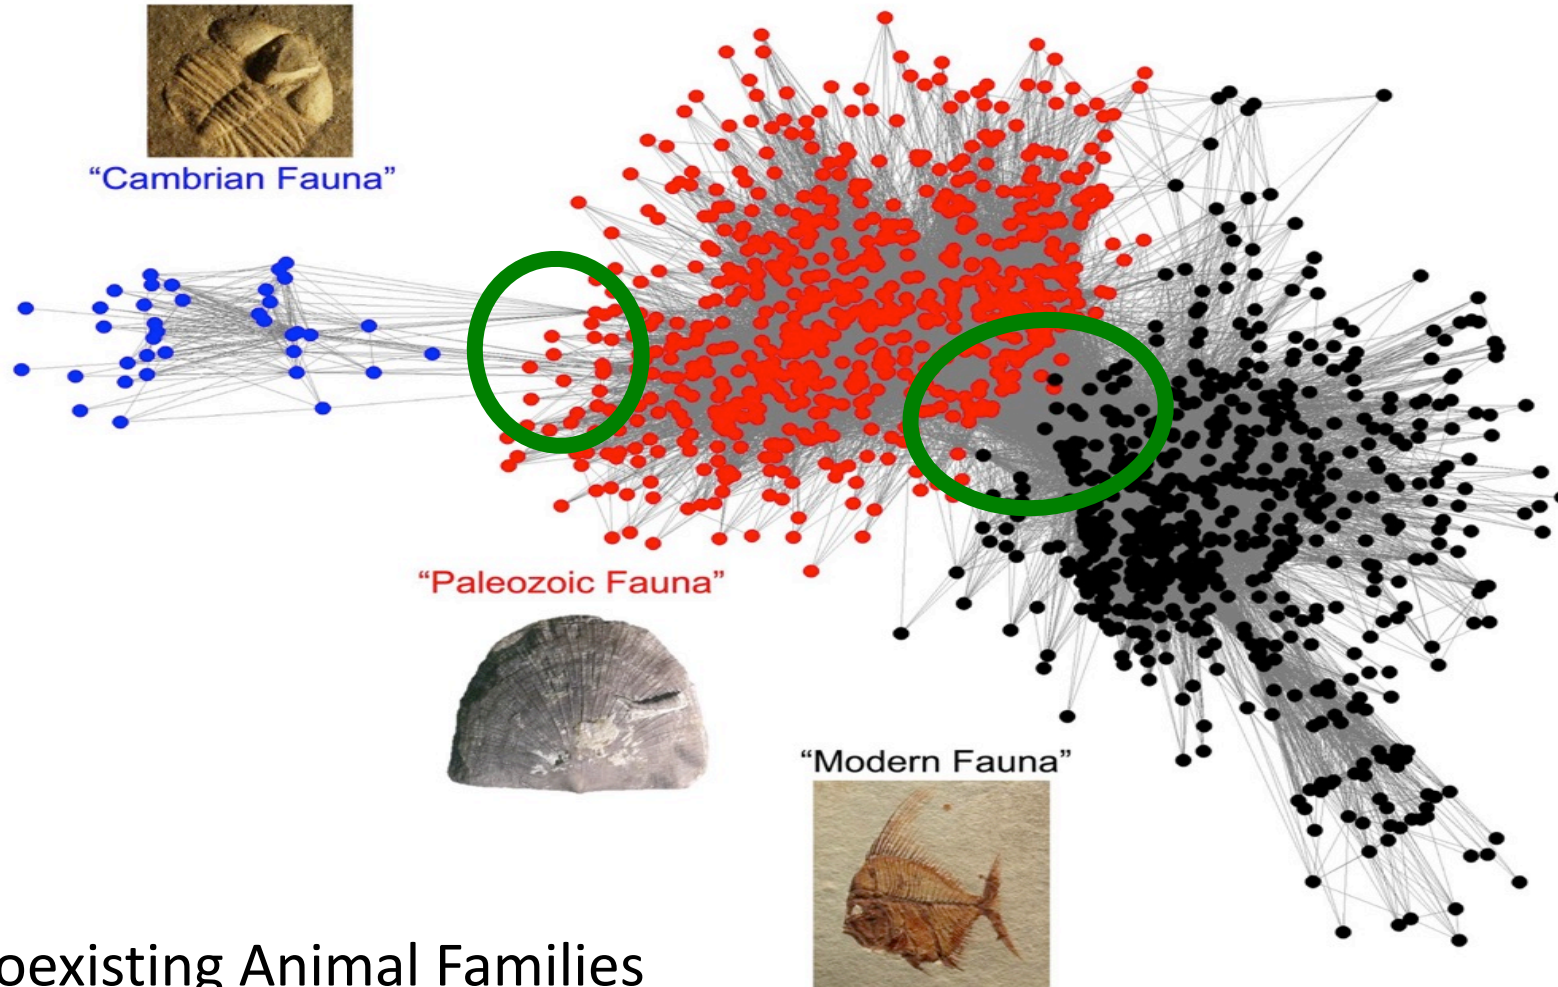 “Cambrian Fauna”
“Paleozoic Fauna”
“Modern Fauna”
oexisting Animal Families